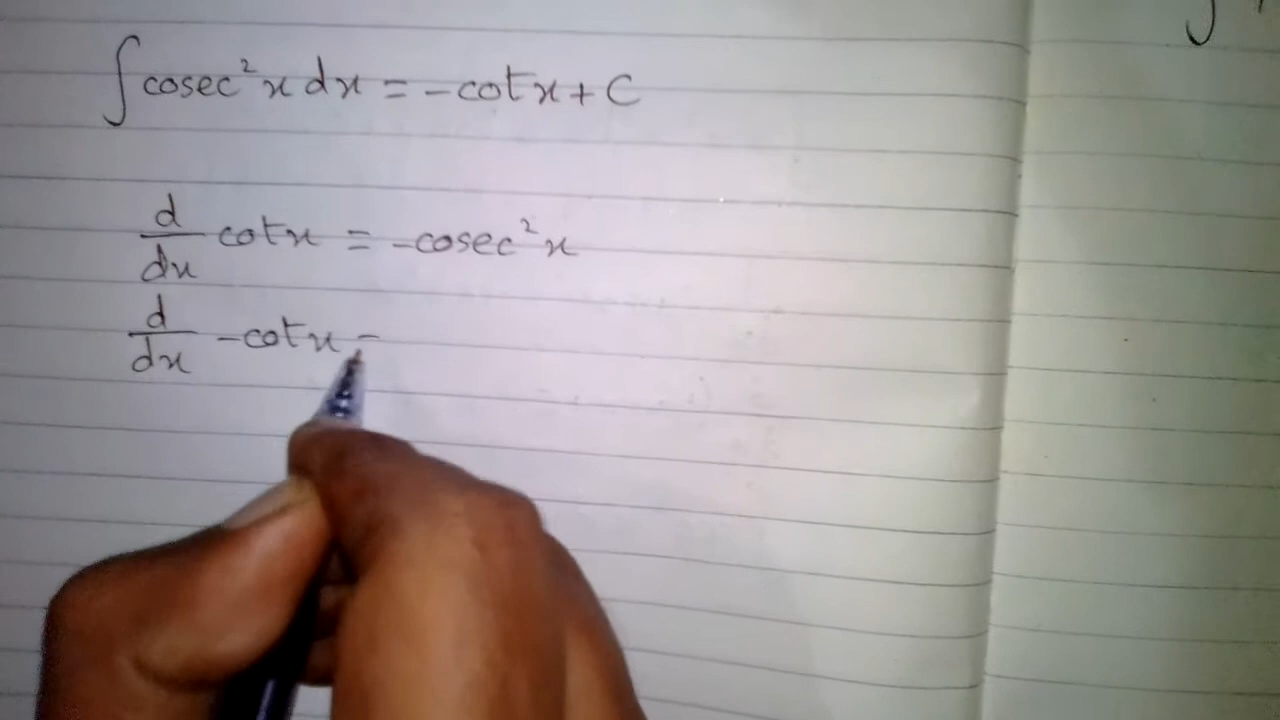 ∫cosec²x dx = -cotx + C
d/dx cotx = -cosec²x
d/dx -cotx -